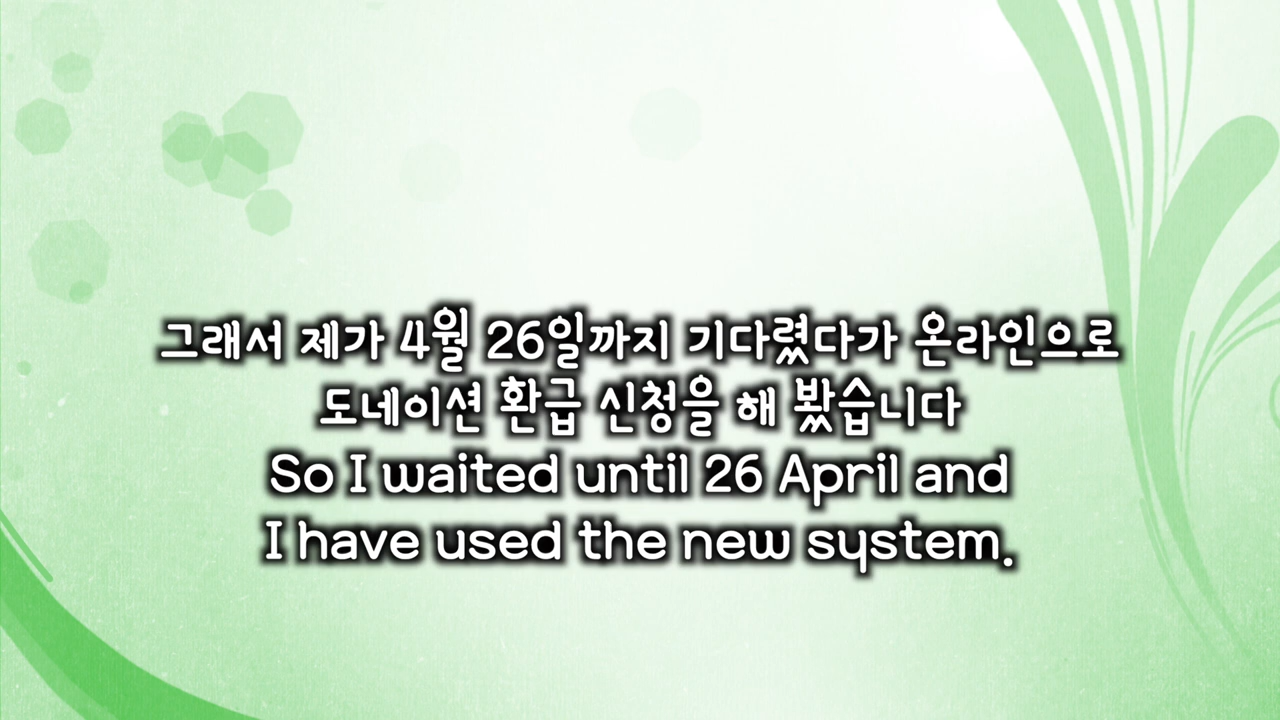 그래서 제가 4월 26일까지 기다렸다가 온라인으로
도네이션 환급 신청을 해 봤습니다
So I waited until 26 April and
I have used the new system.